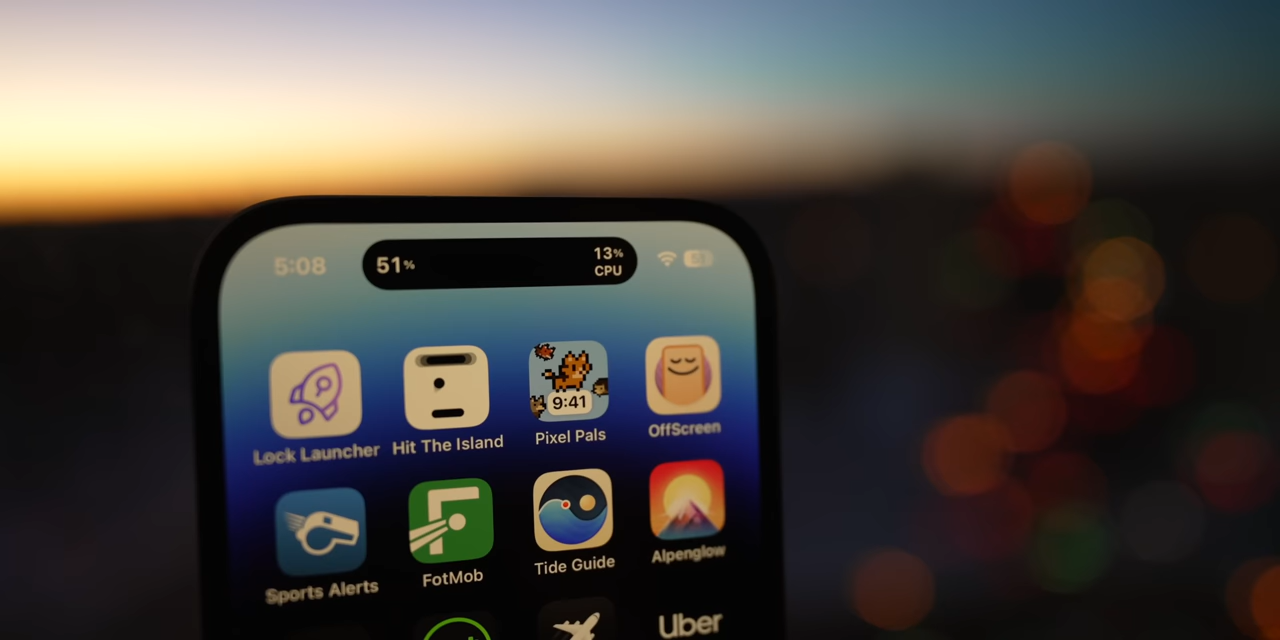 5:08
51%
13%
CPU
9:41
Lock Launcher
Hit The Island
Pixel Pals
OffScreen
Sports Alerts
FotMob
Tide Guide
Alpenglow
Uber